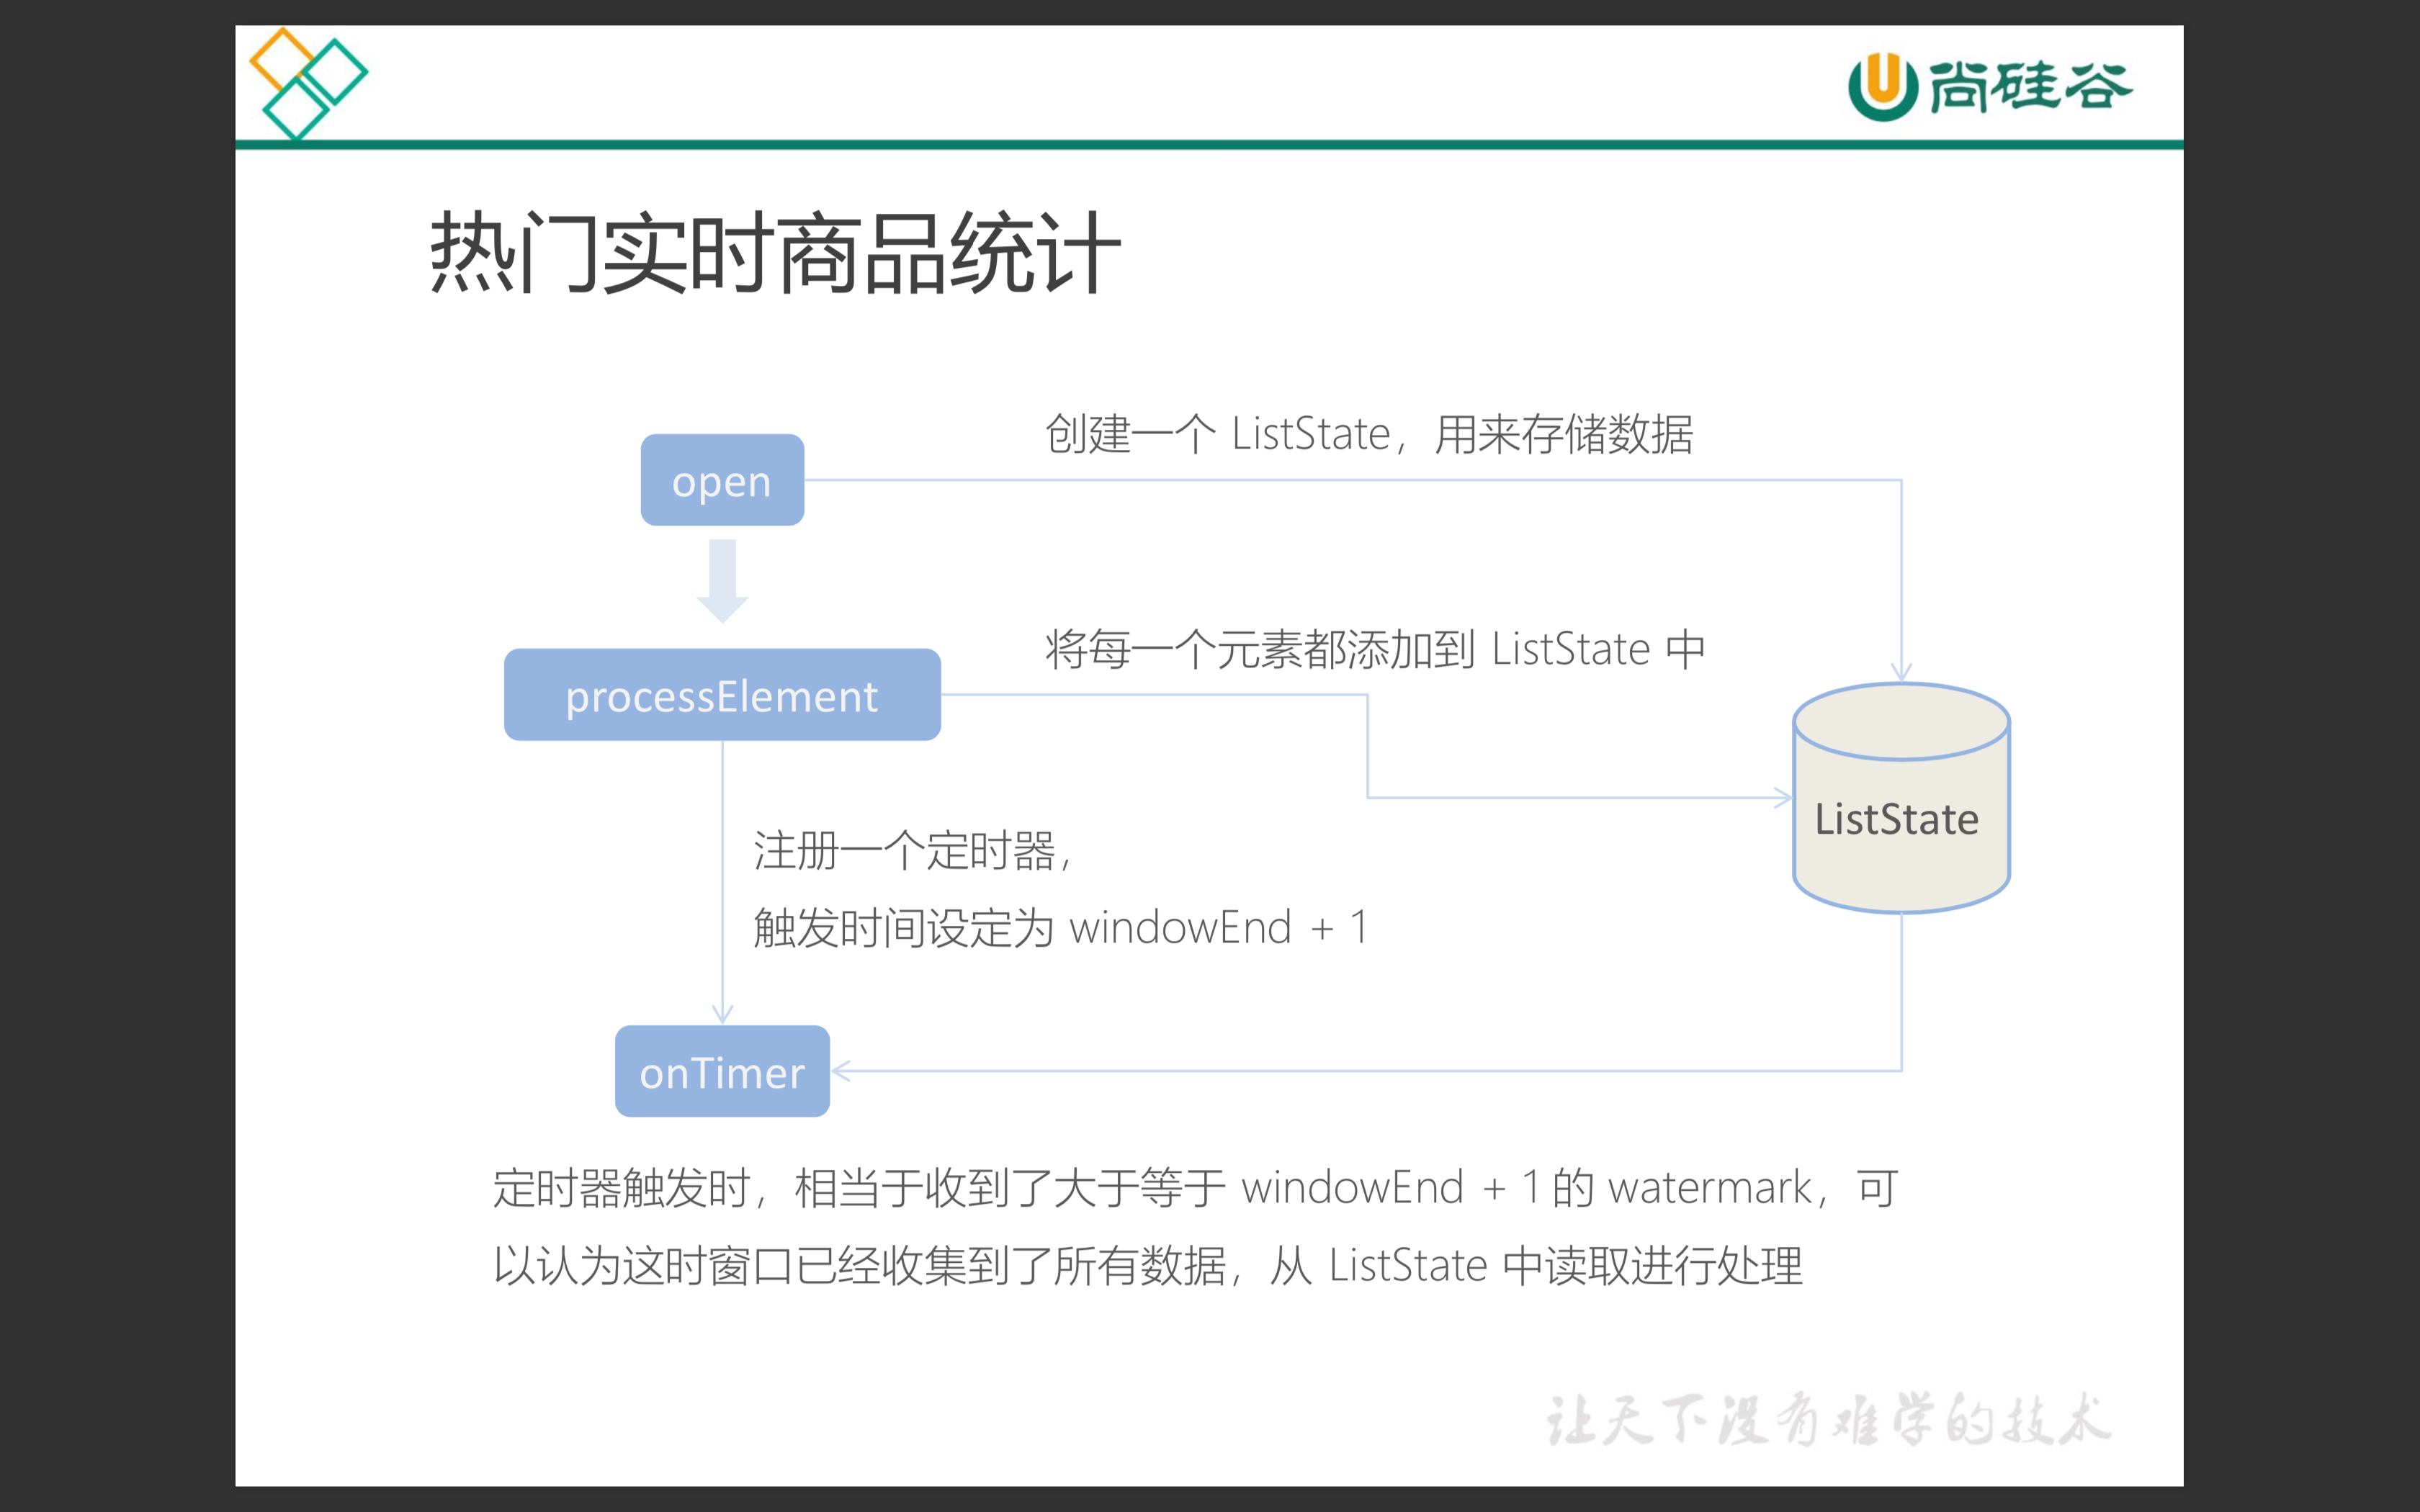 尚硅谷
热门实时商品统计
创建一个 ListState，用来存储数据
open
将每一个元素都添加到 ListState 中
processElement
ListState
注册一个定时器，
触发时间设定为 windowEnd + 1
onTimer
定时器触发时，相当于收到了大于等于 windowEnd + 1 的 watermark，可
以认为这时窗口已经收集到了所有数据，从 ListState 中读取进行处理
让天下没有难学的技术